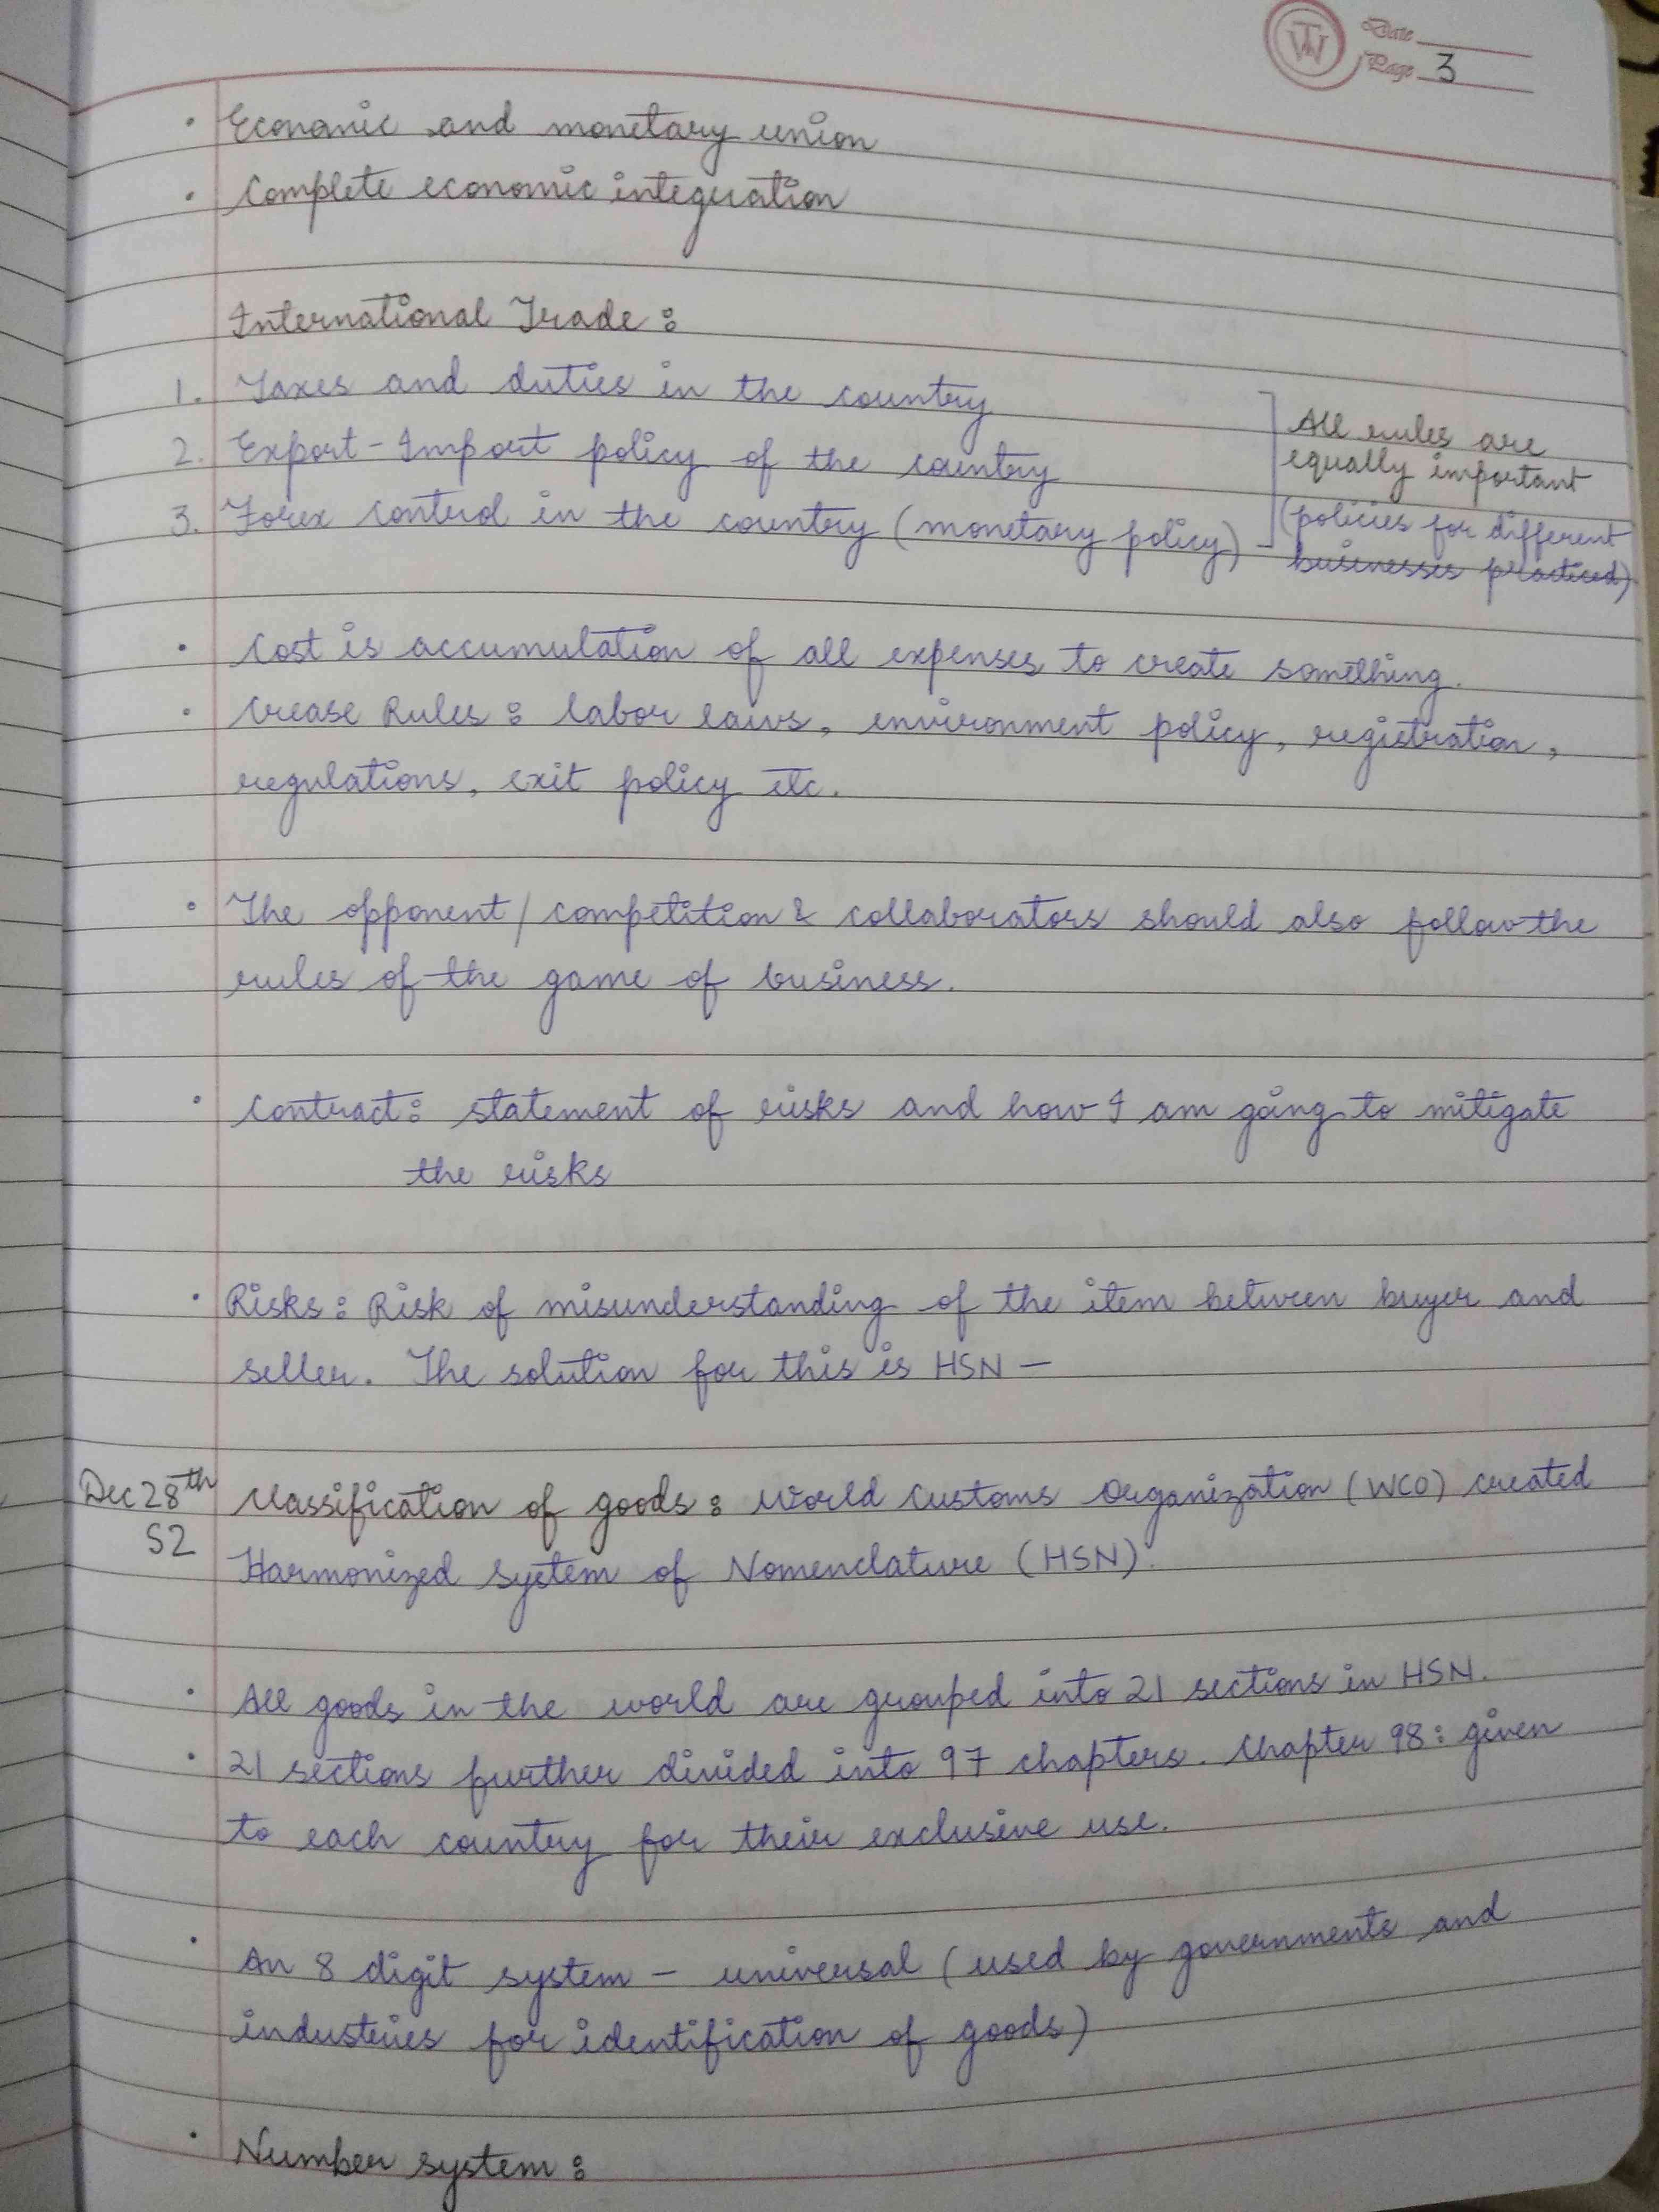 TW
Date
Page 3
• Economic and monetary union
• Complete economic integration
International Trade :
1. Taxes and duties in the country
2. Export-Import policy of the country
3. Forex control in the country (monetary policy)
All rules are
equally important
(policies for different
businesses practiced)
• Cost is accumulation of all expenses to create something.
• Crease Rules : labor laws, environment policy, registration,
regulations, exit policy etc.
• The opponent / competition & collaborators should also follow the
rules of the game of business.
• Contract : statement of risks and how I am going to mitigate
the risks
• Risks : Risk of misunderstanding of the item between buyer and
seller. The solution for this is HSN –
Dec 28th
S2
Classification of goods : World Customs Organization (WCO) created
Harmonized system of Nomenclature (HSN).
• All goods in the world are grouped into 21 sections in HSN.
• 21 sections further divided into 97 chapters. Chapter 98 : given
to each country for their exclusive use.
• An 8 digit system – universal (used by governments and
industries for identification of goods)
• Number system :